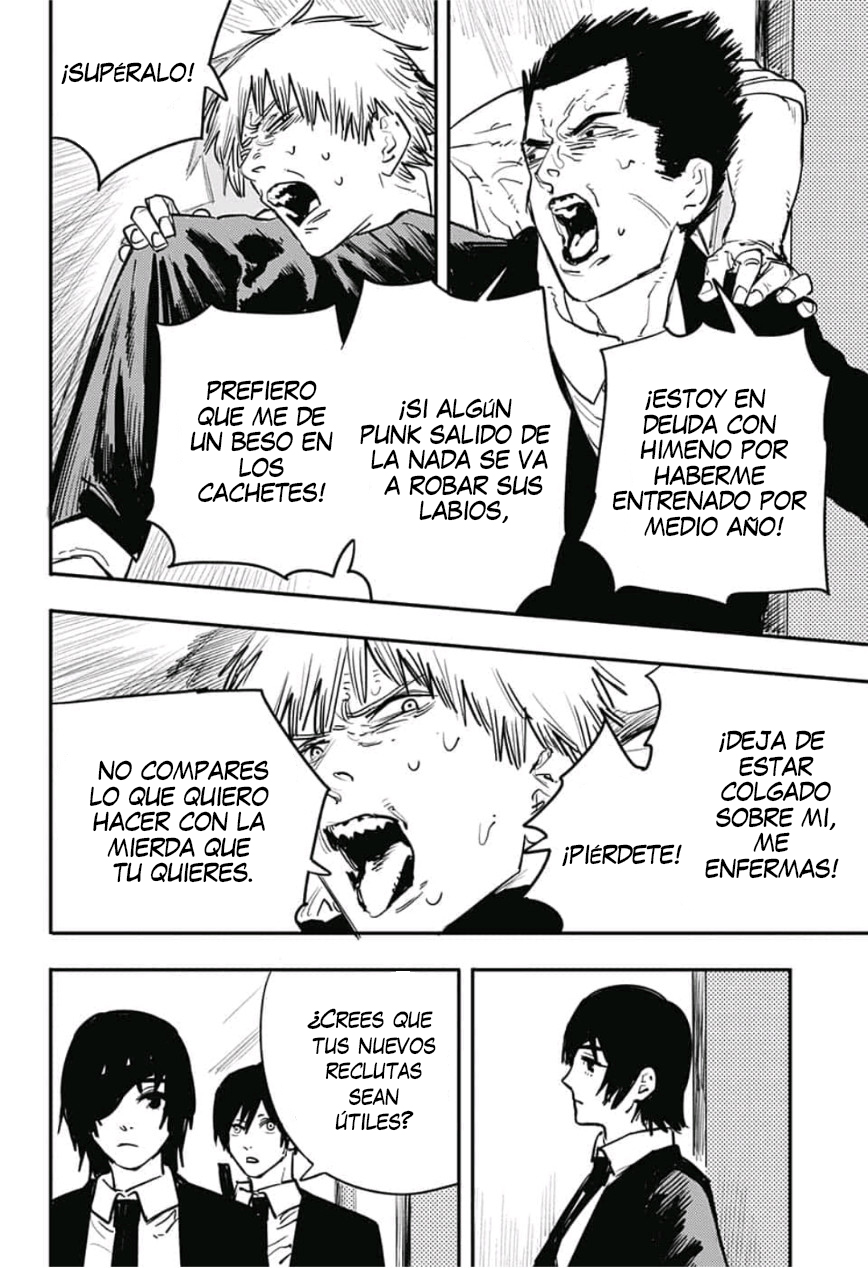 ¡ESTOY EN
DEUDA CON
HIMENO POR
HABERME
ENTRENADO POR
MEDIO AÑO!
¡SI ALGÚN
PUNK SALIDO DE
LA NADA SE VA
A ROBAR SUS
LABIOS,
PREFIERO
QUE ME DE
UN BESO EN
LOS
CACHETES!
¡SUPÉRALO!
¡DEJA DE
ESTAR
COLGADO
SOBRE MI,
ME
ENFERMAS!
¡PIÉRDETE!
NO COMPARES
LO QUE QUIERO
HACER CON LA
MIERDA QUE
TU QUIERES.
¿CREES QUE
TUS NUEVOS
RECLUTAS
SEAN
ÚTILES?